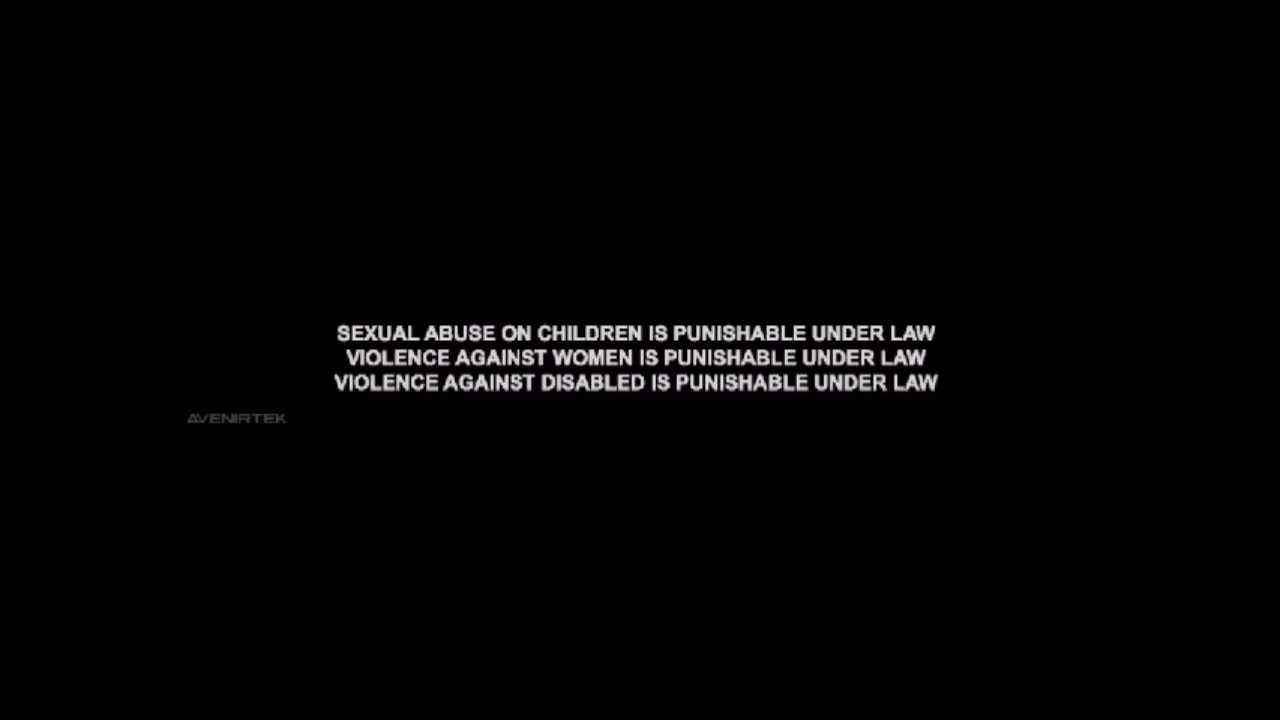 SEXUAL ABUSE ON CHILDREN IS PUNISHABLE UNDER LAW
VIOLENCE AGAINST WOMEN IS PUNISHABLE UNDER LAW
VIOLENCE AGAINST DISABLED IS PUNISHABLE UNDER LAW
AVENIRTEK